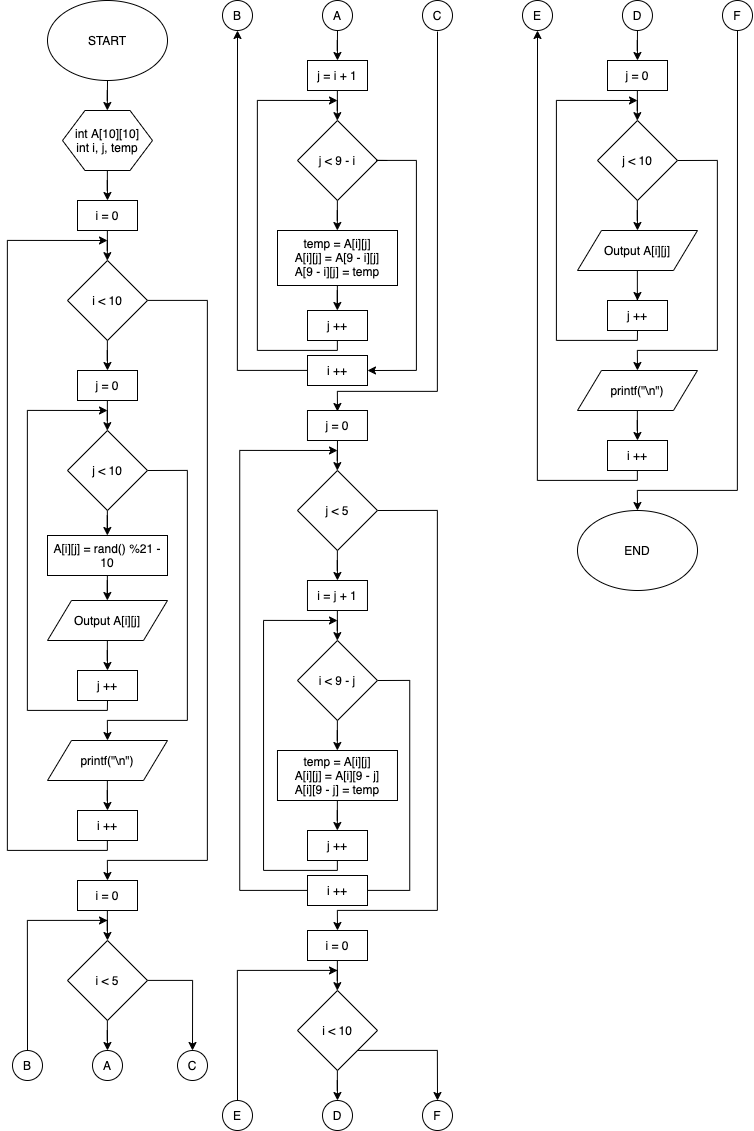 START
int A[10][10]
int i, j, temp
i = 0
i < 10
j = 0
j < 10
A[i][j] = rand() %21 -
10
Output A[i][j]
j ++
printf("\n")
i ++
i = 0
i < 5
B
A
C
B
A
C
j = i + 1
j < 9 - i
temp = A[i][j]
A[i][j] = A[9 - i][j]
A[9 - i][j] = temp
j ++
i ++
j = 0
j < 5
i = j + 1
i < 9 - j
temp = A[i][j]
A[i][j] = A[i][9 - j]
A[i][9 - j] = temp
j ++
i ++
i = 0
i < 10
E
D
F
E
D
F
j = 0
j < 10
Output A[i][j]
j ++
printf("\n")
i ++
END